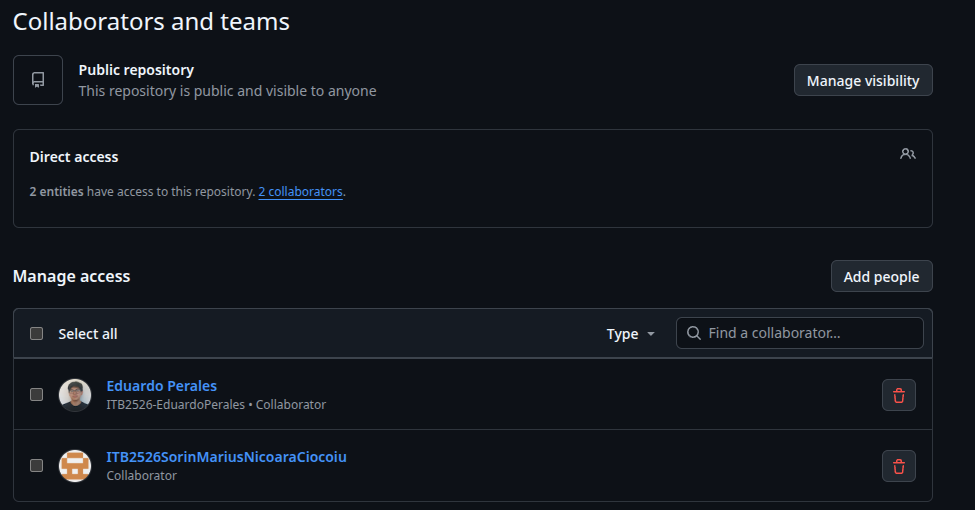 Collaborators and teams
Public repository
This repository is public and visible to anyone
Manage visibility
Direct access
2 entities have access to this repository. 2 collaborators.
Manage access
Add people
Select all
Type
Find a collaborator...
Eduardo Perales
ITB2526-EduardoPerales • Collaborator
ITB2526SorinMariusNicoaraCiocoiu
Collaborator